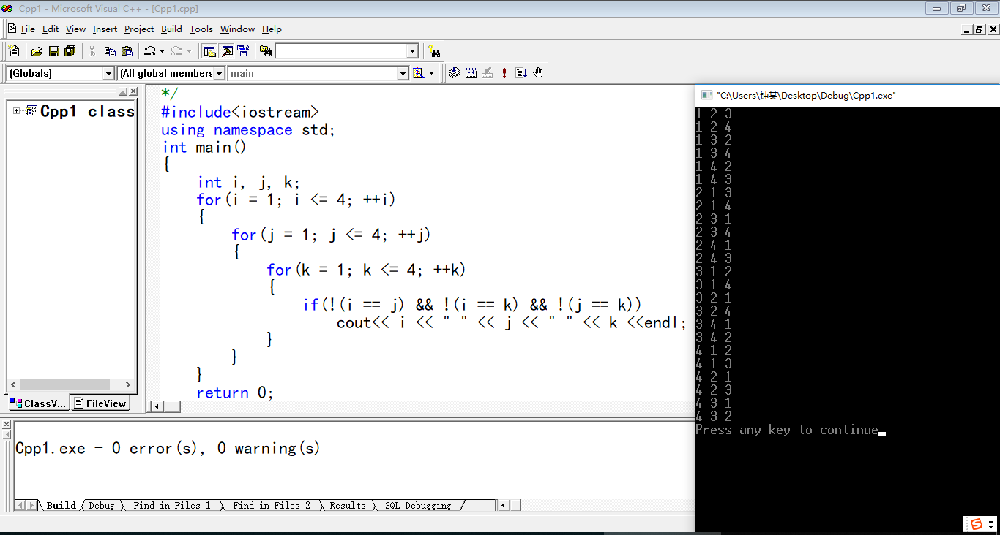 Cpp1 - Microsoft Visual C++ - [Cpp1.cpp]
File Edit View Insert Project Build Tools Window Help
(Globals) (All global members main
Cpp1 class
ClassV... FileView
*/
#include<iostream>
using namespace std;
int main()
{
int i, j, k;
for(i = 1; i <= 4; ++i)
{
for(j = 1; j <= 4; ++j)
{
for(k = 1; k <= 4; ++k)
{
if(!(i == j) && !(i == k) && !(j == k))
cout<< i << " " << j << " " << k <<endl;
}
}
}
return 0;
"C:\Users\钟某\Desktop\Debug\Cpp1.exe"
1 2 3
1 2 4
1 3 2
1 3 4
1 4 2
1 4 3
2 1 3
2 1 4
2 3 1
2 3 4
2 4 1
2 4 3
3 1 2
3 1 4
3 2 1
3 2 4
3 4 1
3 4 2
4 1 2
4 1 3
4 2 1
4 2 3
4 3 1
4 3 2
Press any key to continue
Cpp1.exe - 0 error(s), 0 warning(s)
Build Debug Find in Files 1 Find in Files 2 Results SQL Debugging